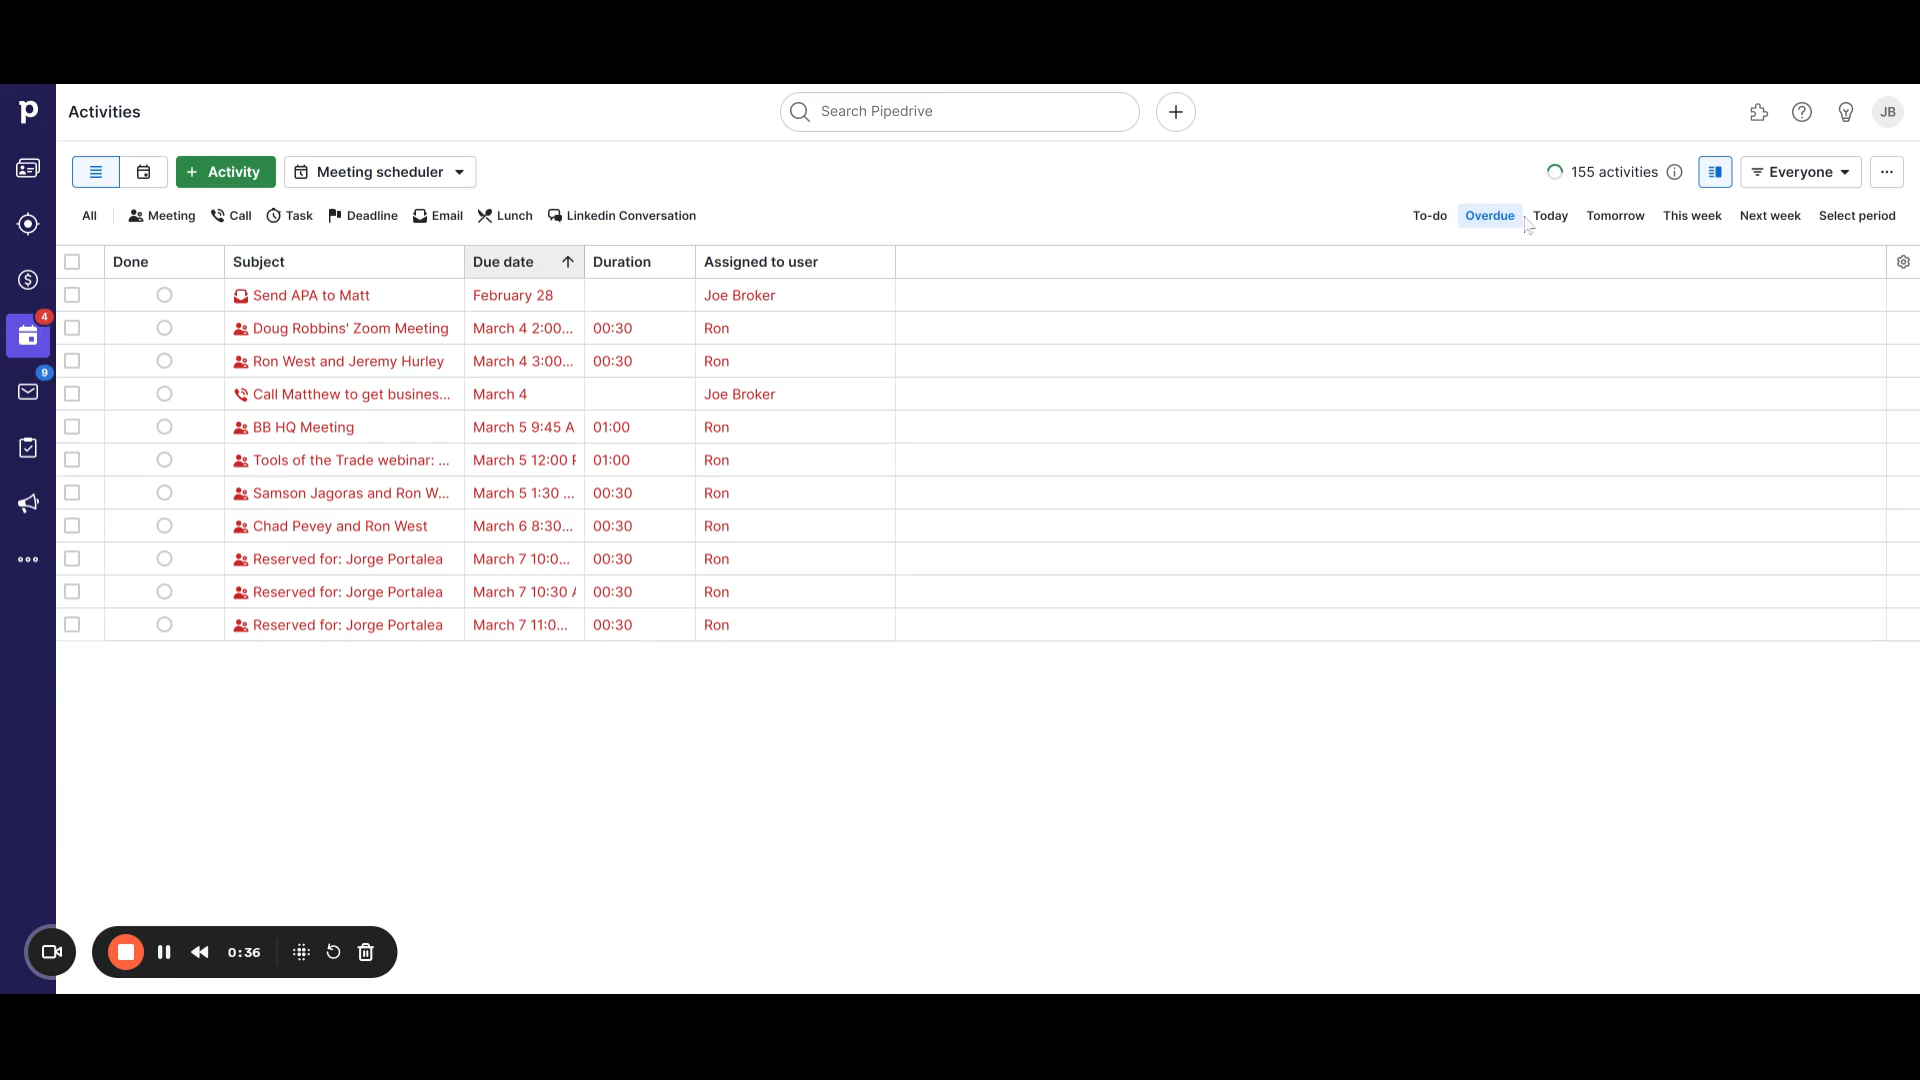 p
Activities
Search Pipedrive
JB
Activity
Meeting scheduler
155 activities
Everyone
All
Meeting
Call
Task
Deadline
Email
Lunch
Linkedin Conversation
To-do
Overdue
Today
Tomorrow
This week
Next week
Select period
Done
Subject
Due date
Duration
Assigned to user
Send APA to Matt
February 28
Joe Broker
Doug Robbins' Zoom Meeting
March 4 2:00...
00:30
Ron
Ron West and Jeremy Hurley
March 4 3:00...
00:30
Ron
Call Matthew to get busines...
March 4
Joe Broker
BB HQ Meeting
March 5 9:45 A
01:00
Ron
Tools of the Trade webinar: ...
March 5 12:00
01:00
Ron
Samson Jagoras and Ron W...
March 5 1:30 ...
00:30
Ron
Chad Pevey and Ron West
March 6 8:30...
00:30
Ron
Reserved for: Jorge Portalea
March 7 10:0...
00:30
Ron
Reserved for: Jorge Portalea
March 7 10:30
00:30
Ron
Reserved for: Jorge Portalea
March 7 11:0...
00:30
Ron
4
9
0:36